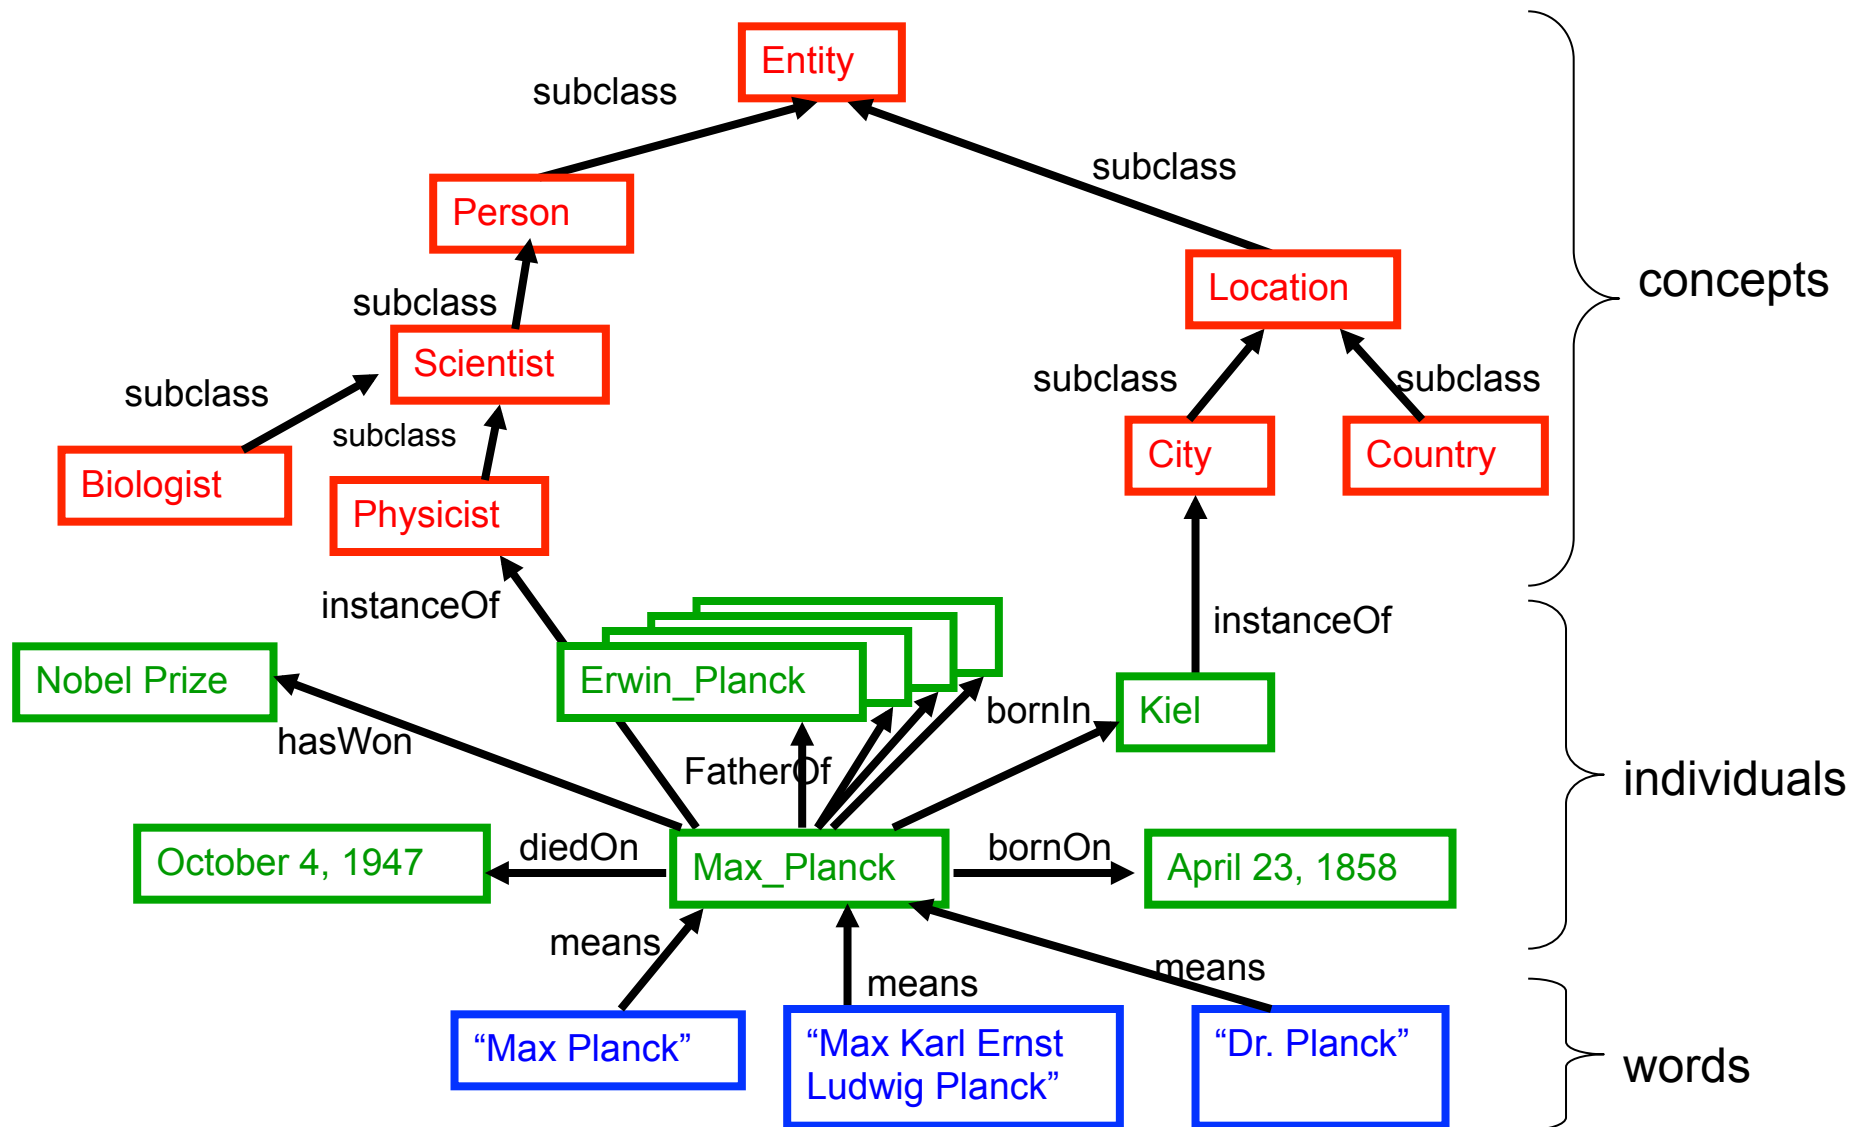 Entity
subclass
subclass
Person
Location
concepts
subclass
Scientist
subclass
subclass
subclass
subclass
Biologist
Physicist
City
Country
instanceOf
instanceOf
Nobel Prize
Erwin_Planck
bornIn
Kiel
hasWon
FatherOf
individuals
October 4, 1947
diedOn
Max_Planck
bornOn
April 23, 1858
means
means
means
“Max Planck”
“Max Karl Ernst
Ludwig Planck”
“Dr. Planck”
words